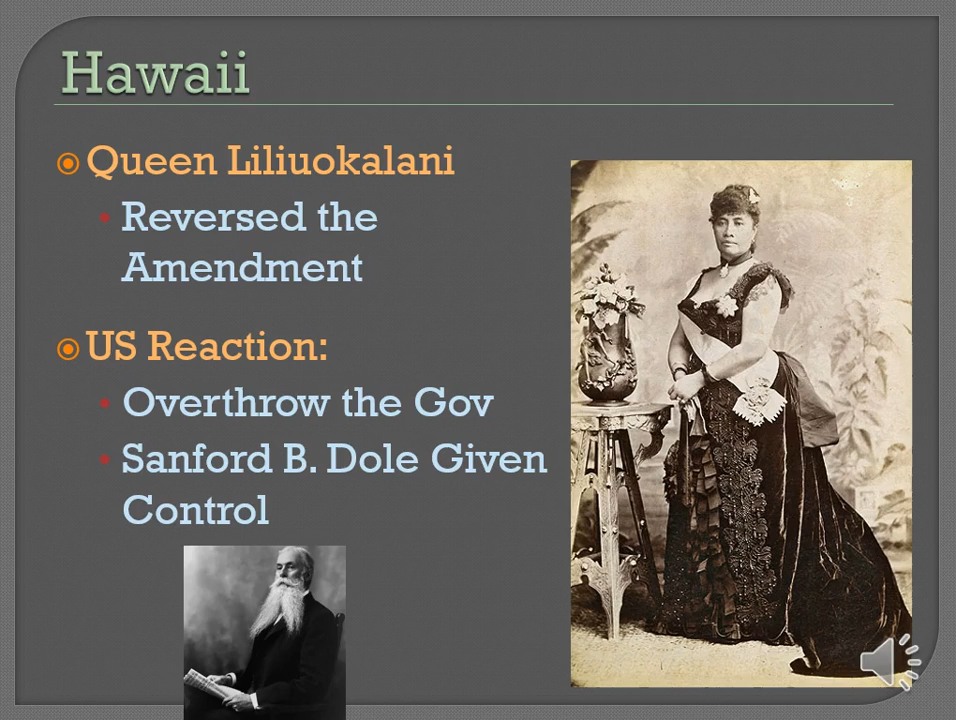 Hawaii
Queen Liliuokalani
Reversed the
Amendment
US Reaction:
Overthrow the Gov
Sanford B. Dole Given
Control